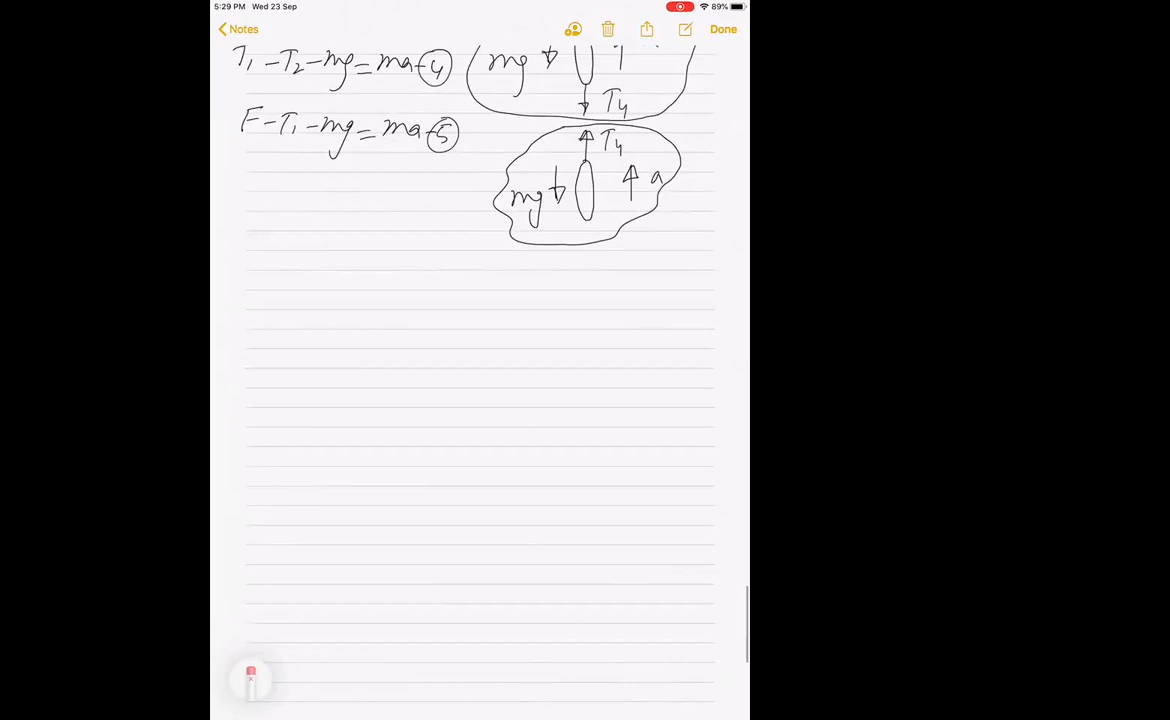 5:29 PM Wed 23 Sep
89%
Notes
Done
T1 - T2 - mg = ma - 4
F - T1 - mg = ma - 5
mg
T4
T4
mg
a